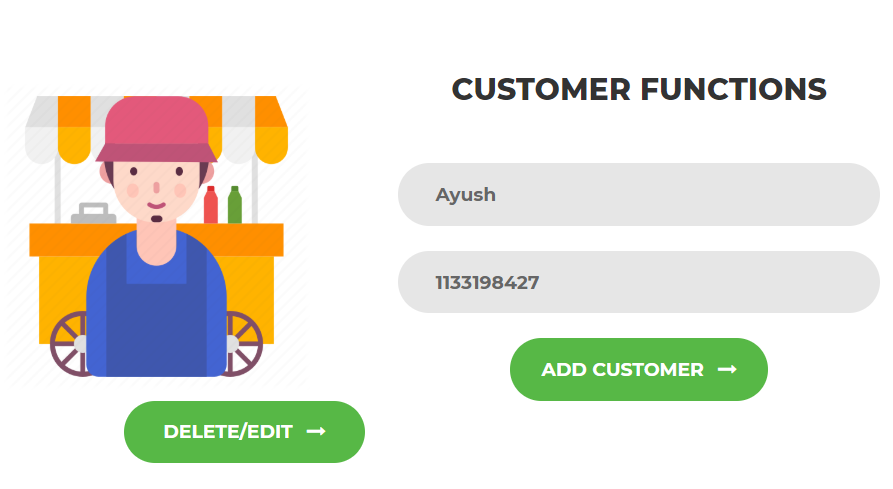 CUSTOMER FUNCTIONS
Ayush
1133198427
ADD CUSTOMER
DELETE/EDIT